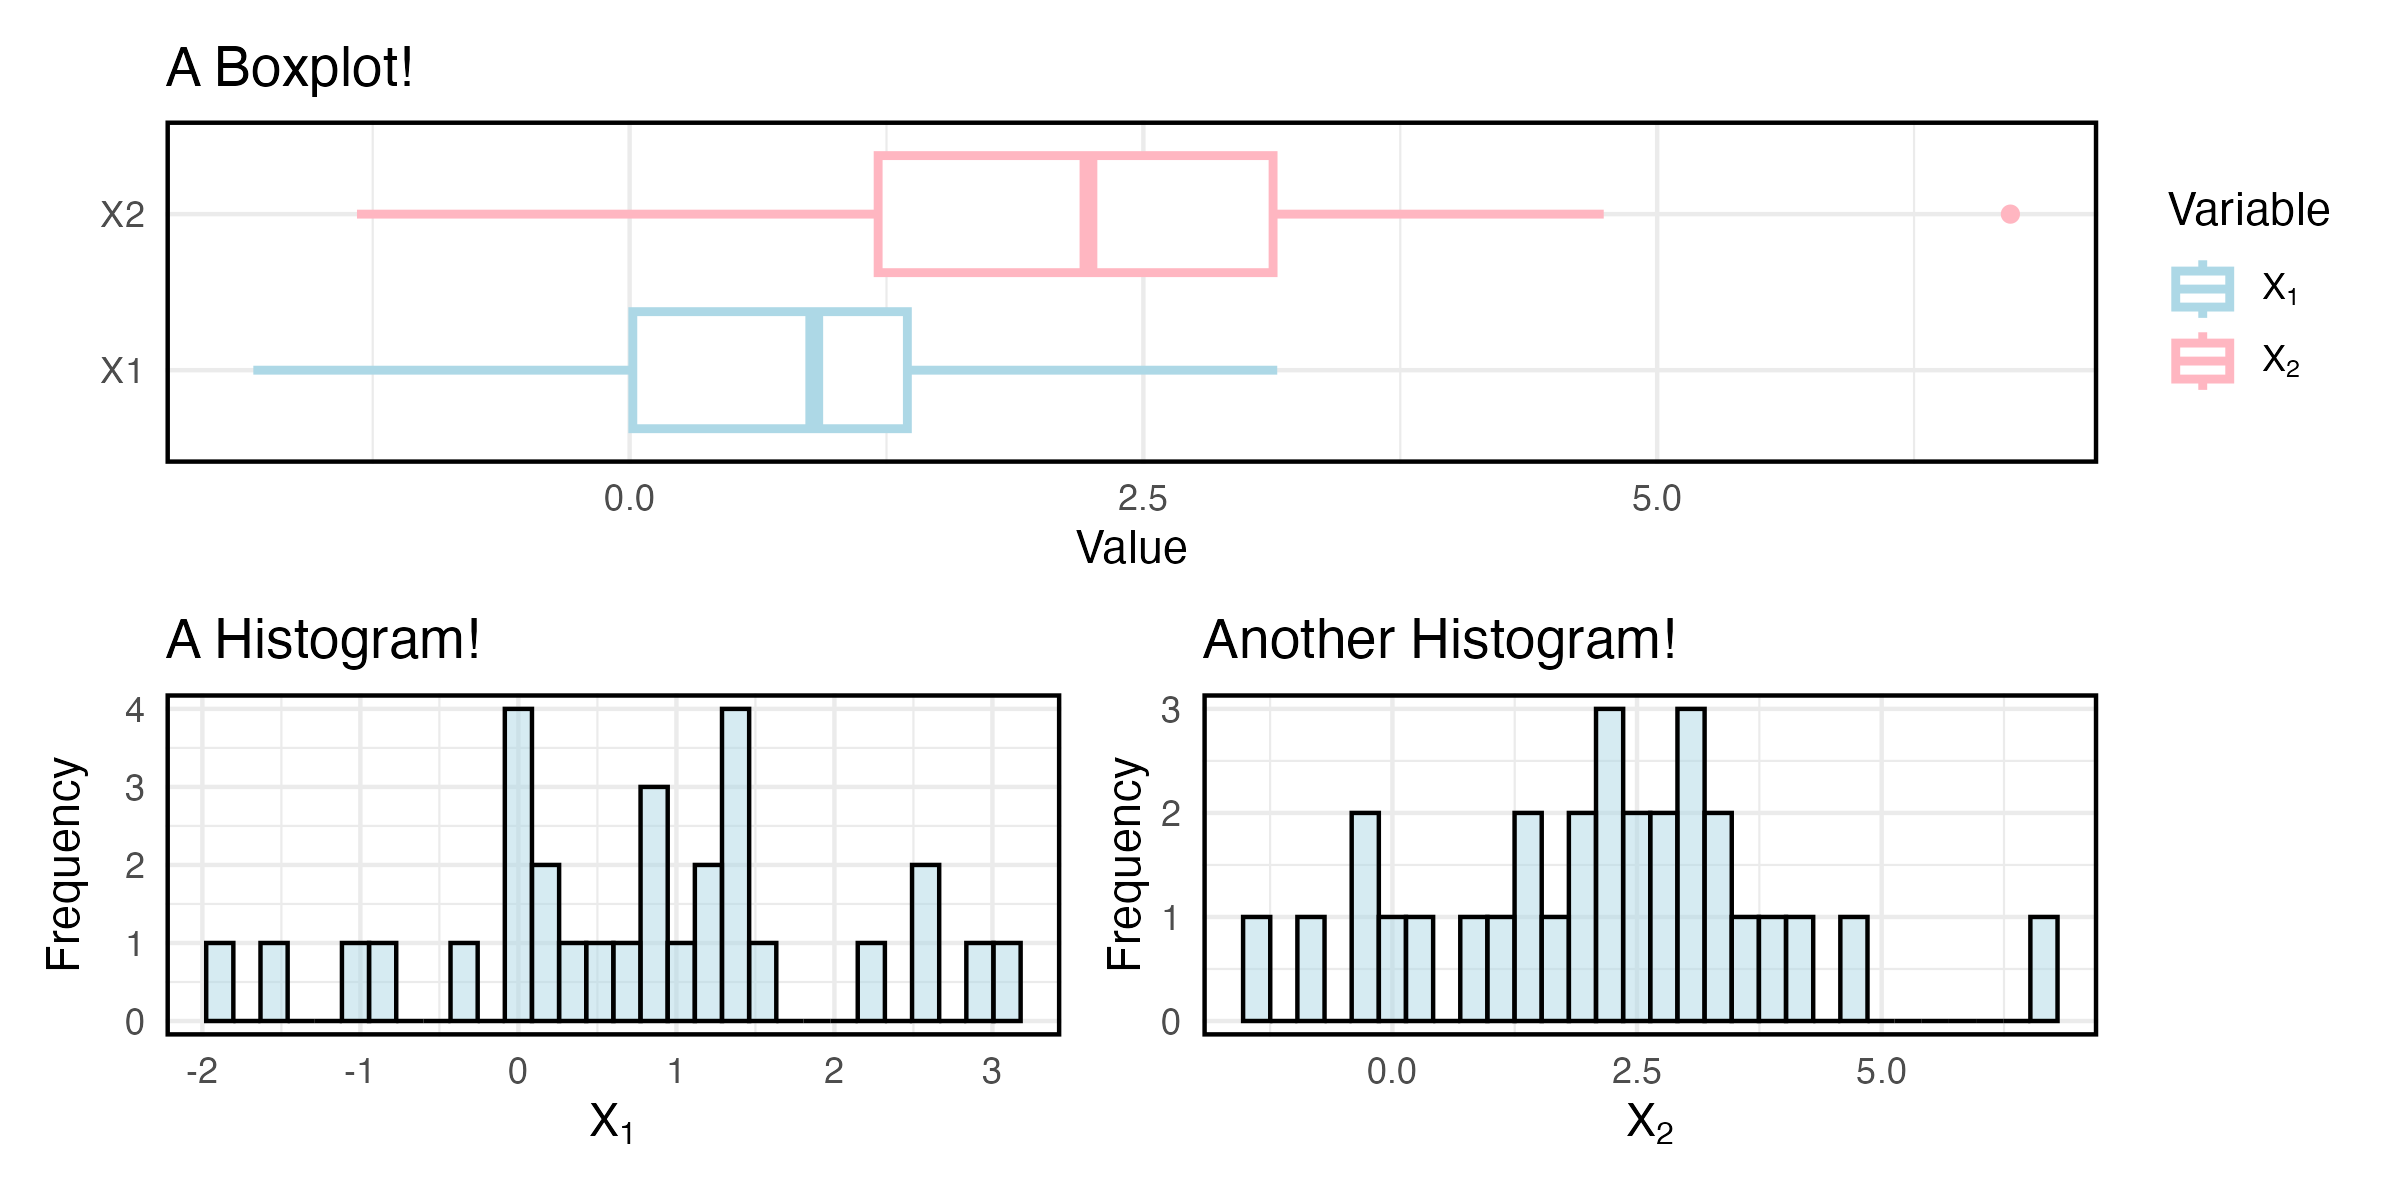 A Boxplot!
X2
X1
0.0 2.5 5.0
Value
Variable
X₁
X₂
A Histogram!
4
3
2
1
0
Frequency
-2 -1 0 1 2 3
X₁
Another Histogram!
3
2
1
0
Frequency
0.0 2.5 5.0
X₂